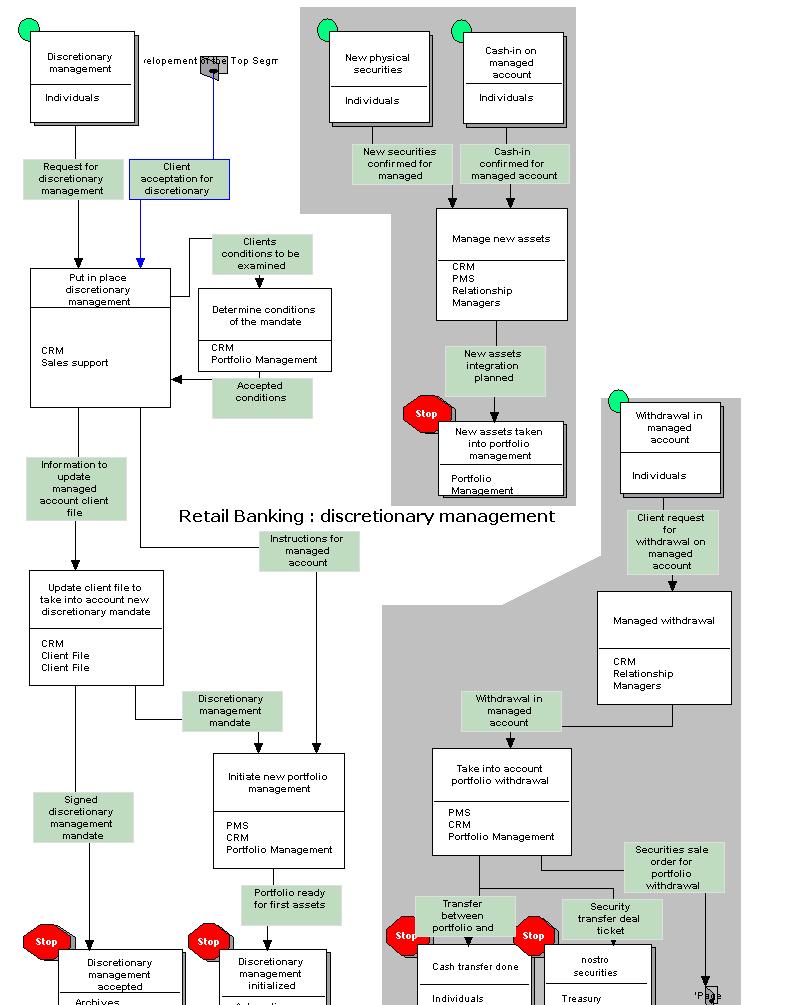 Discretionary
management
Individuals
velopement of the Top Segm
Request for
discretionary
management
Client
acceptation for
discretionary
Put in place
discretionary
management
CRM
Sales support
Clients
conditions to be
examined
Determine conditions
of the mandate
CRM
Portfolio Management
Accepted
conditions
New physical
securities
Individuals
Cash-in on
managed
account
Individuals
New securities
confirmed for
managed
Cash-in
confirmed for
managed account
Manage new assets
CRM
PMS
Relationship
Managers
New assets
integration
planned
Stop
New assets taken
into portfolio
management
Portfolio
Management
Information to
update
managed
account client
file
Retail Banking : discretionary management
Instructions for
managed
account
Update client file to
take into account new
discretionary mandate
CRM
Client File
Client File
Discretionary
management
mandate
Signed
discretionary
management
mandate
Initiate new portfolio
management
PMS
CRM
Portfolio Management
Portfolio ready
for first assets
Stop
Discretionary
management
accepted
Archives
Stop
Discretionary
management
initialized
Withdrawal in
managed
account
Individuals
Client request
for
withdrawal on
managed
account
Managed withdrawal
CRM
Relationship
Managers
Withdrawal in
managed
account
Take into account
portfolio withdrawal
PMS
CRM
Portfolio Management
Securities sale
order for
portfolio
withdrawal
Transfer
between
portfolio and
Security
transfer deal
ticket
Stop
Cash transfer done
Individuals
Stop
nostro
securities
Treasury
'Page